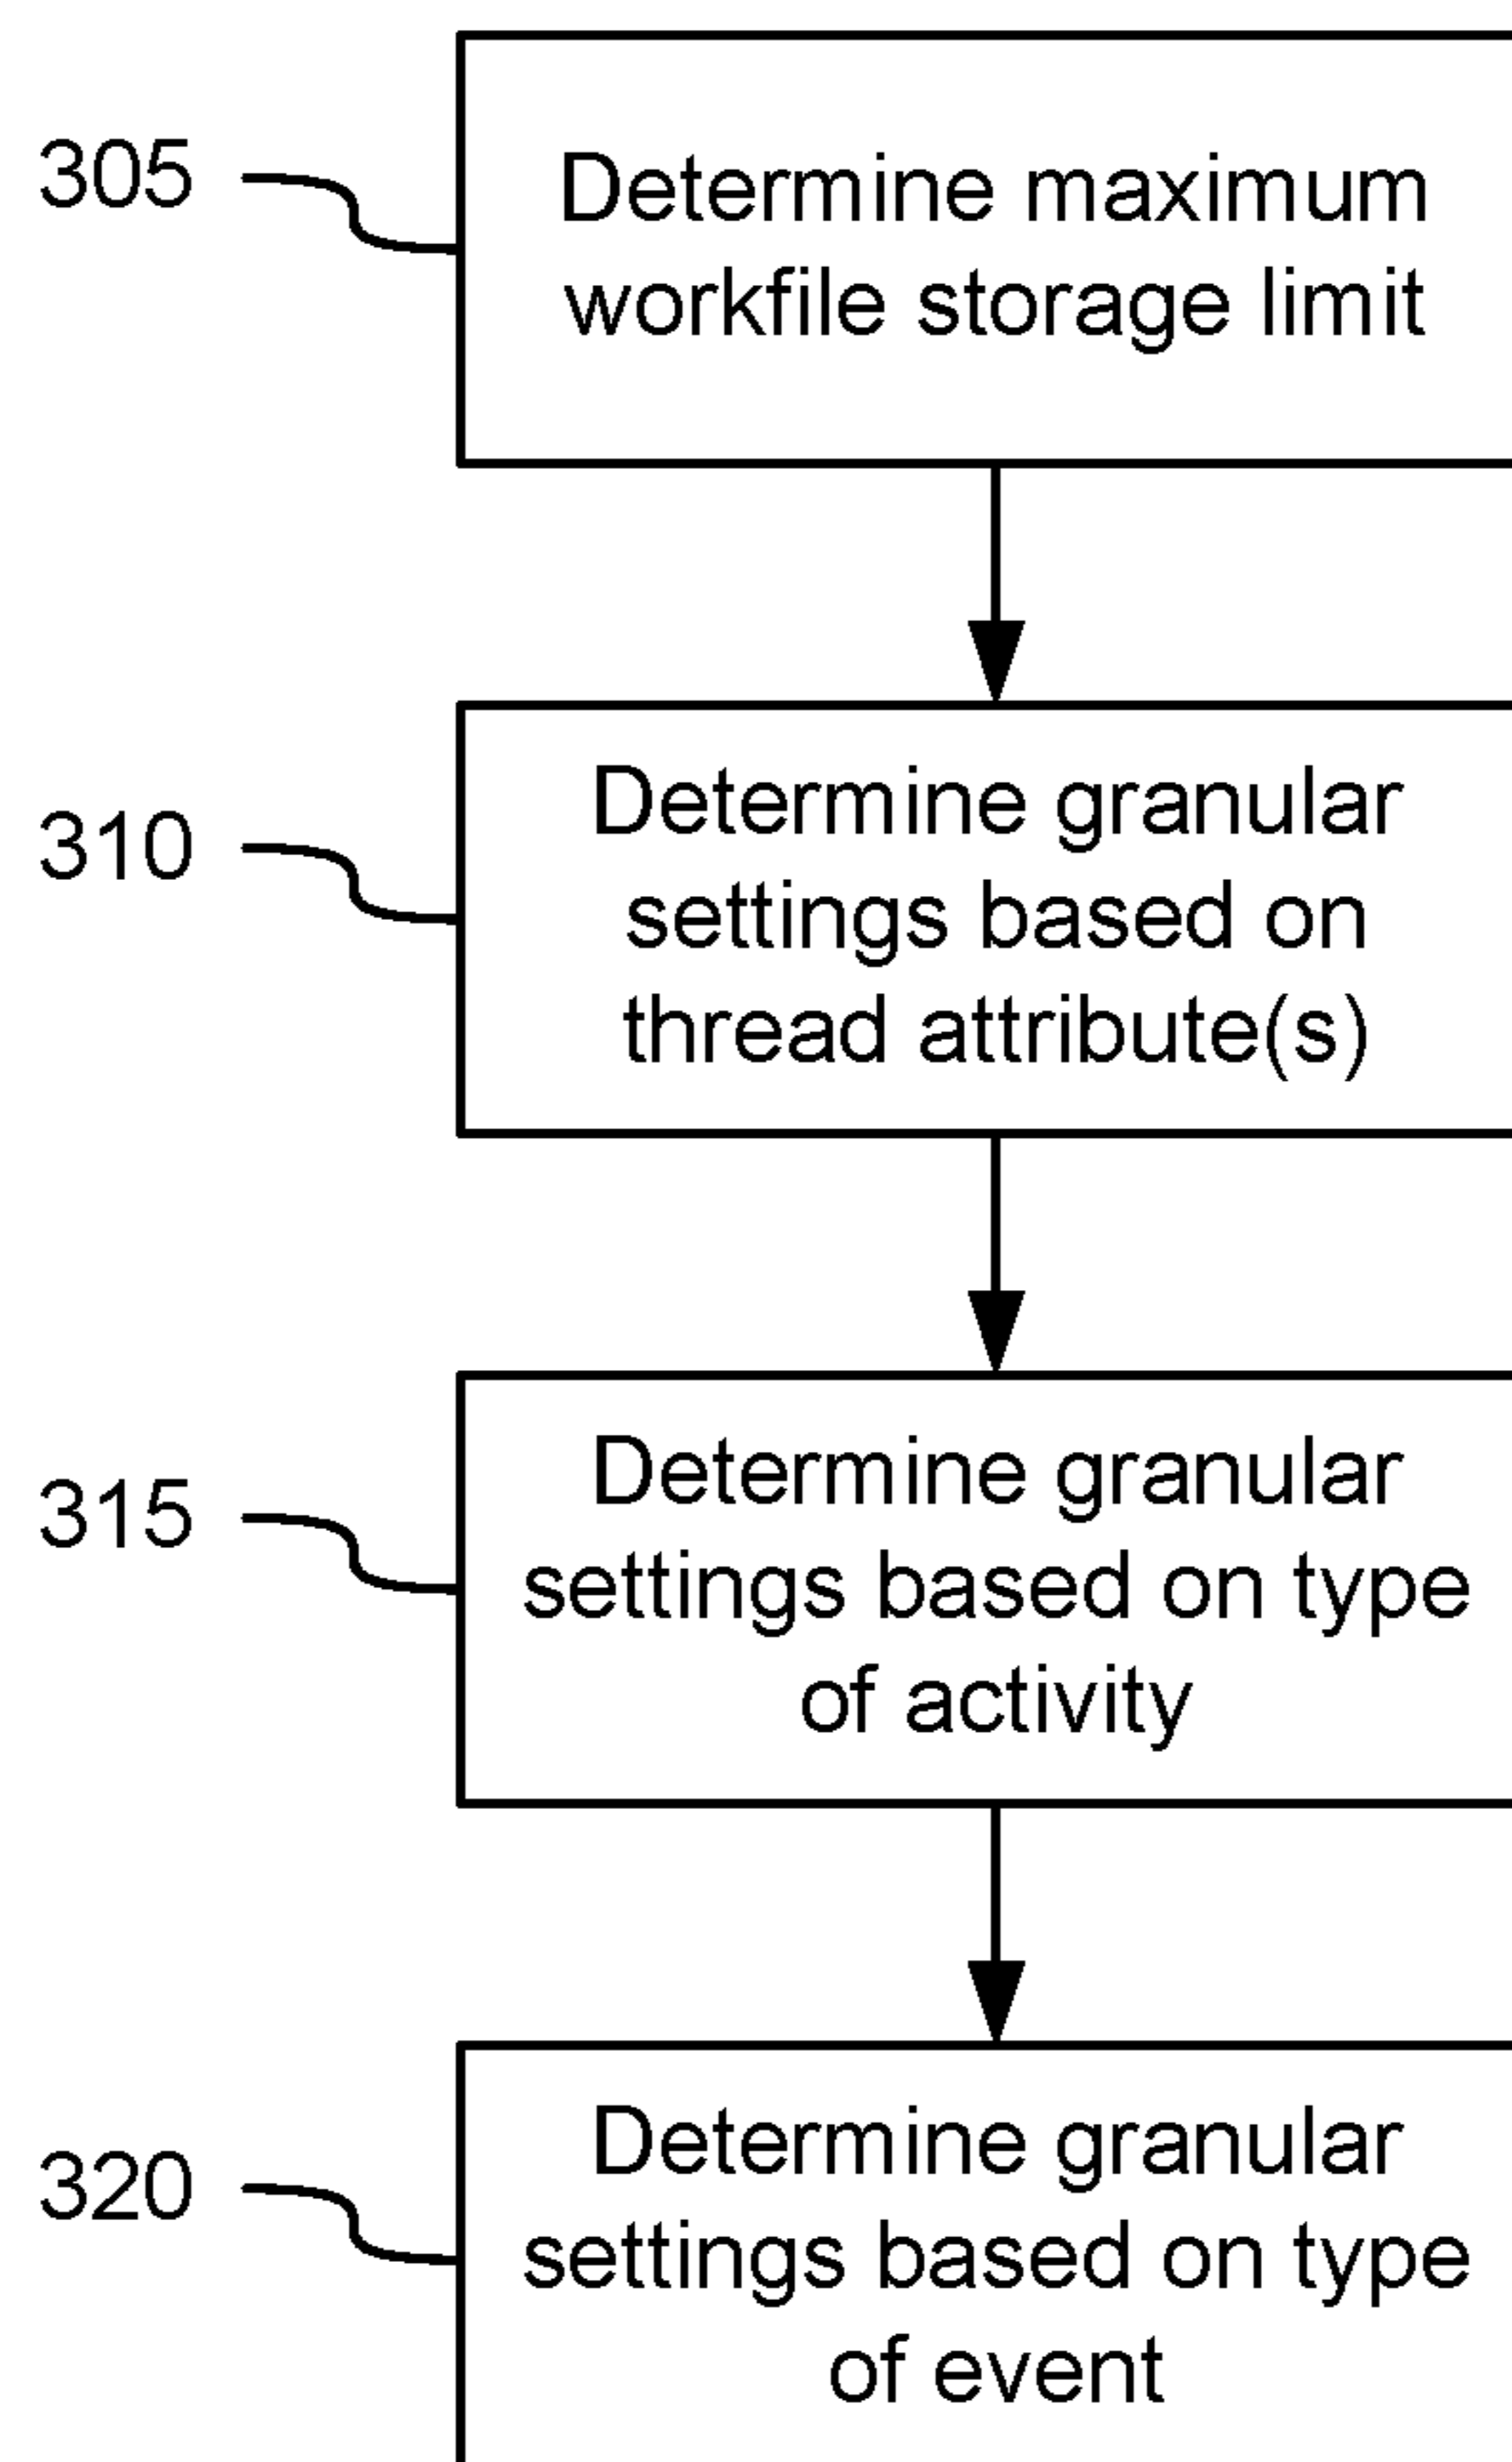 305
Determine maximum
workfile storage limit
310
Determine granular
settings based on
thread attribute(s)
315
Determine granular
settings based on type
of activity
320
Determine granular
settings based on type
of event